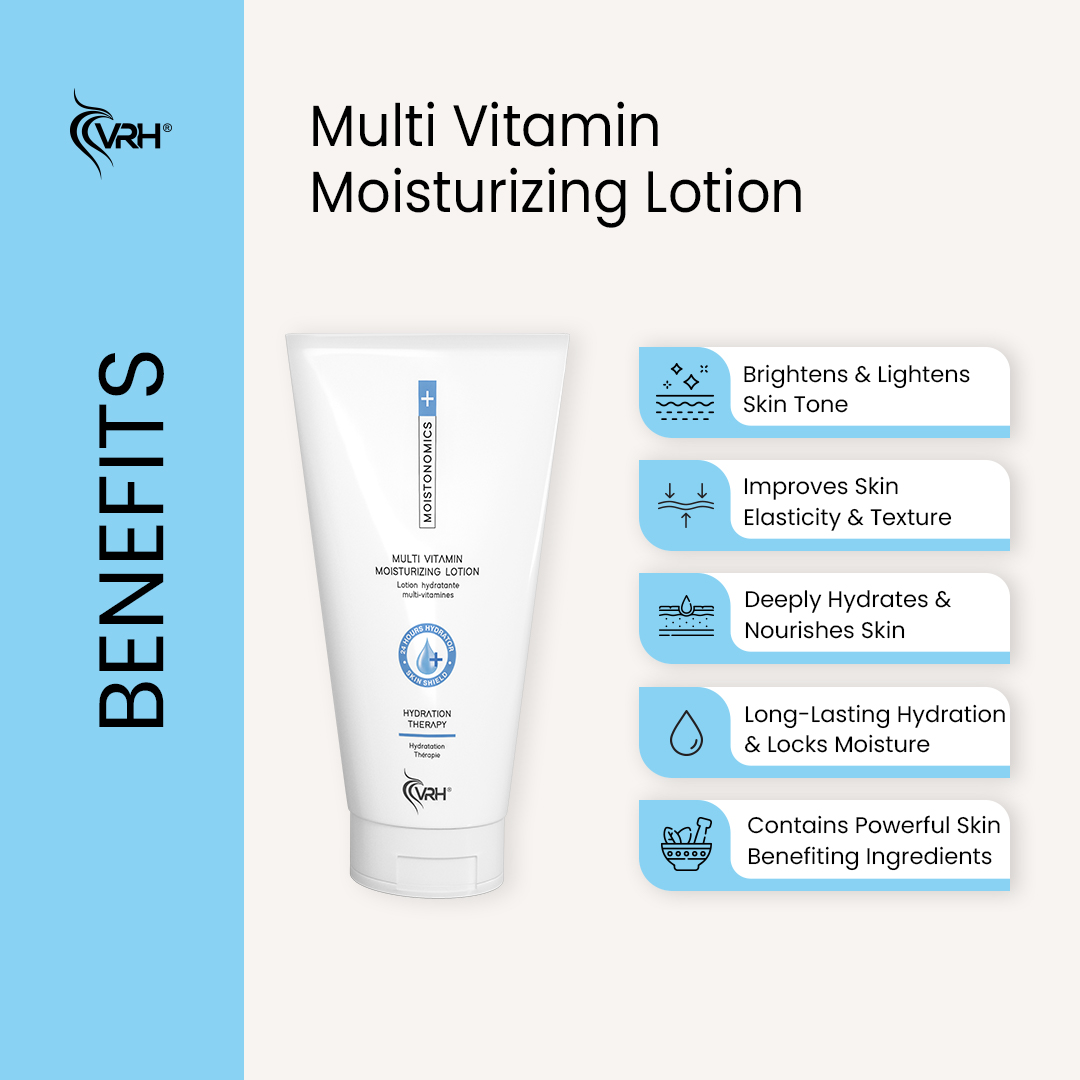 VRH®
Multi Vitamin
Moisturizing Lotion
BENEFITS
+
MOISTONOMICS
MULTI VITAMIN
MOISTURIZING LOTION
Lotion hydratante
multi-vitamines
24 HOURS HYDRATOR
SKIN SHIELD
HYDRATION
THERAPY
Hydratation
Thérapie
VRH®
Brightens & Lightens
Skin Tone
Improves Skin
Elasticity & Texture
Deeply Hydrates &
Nourishes Skin
Long-Lasting Hydration
& Locks Moisture
Contains Powerful Skin
Benefiting Ingredients